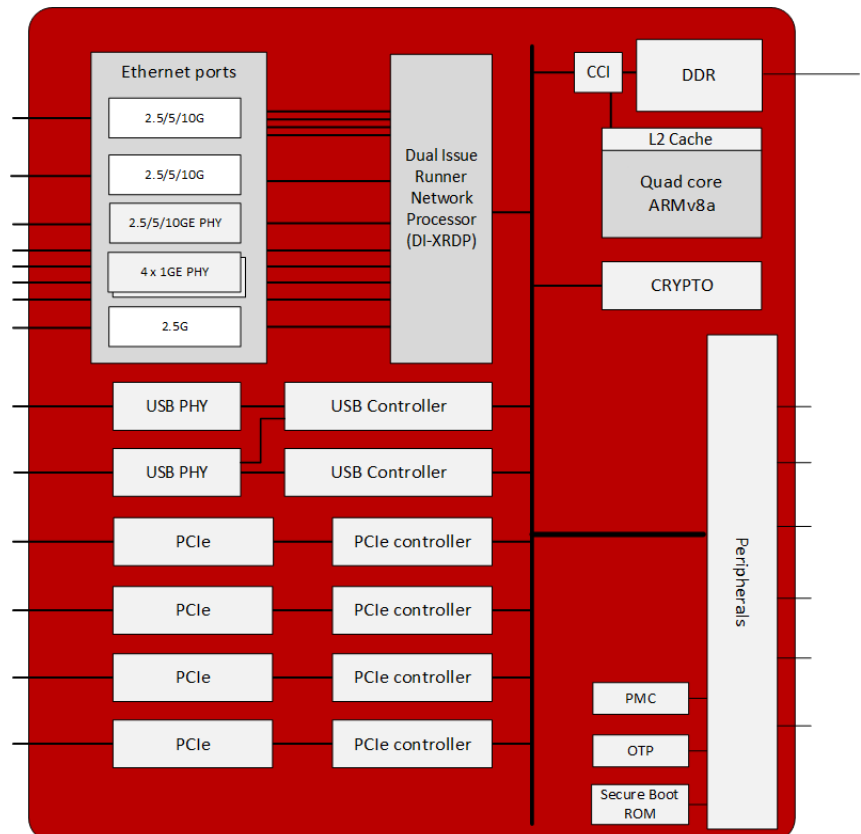 Ethernet ports
2.5/5/10G
2.5/5/10G
2.5/5/10GE PHY
4 x 1GE PHY
2.5G
Dual Issue
Runner
Network
Processor
(DI-XRDP)
CCI
DDR
L2 Cache
Quad core
ARMv8a
CRYPTO
USB PHY
USB Controller
USB PHY
USB Controller
PCIe
PCIe controller
PCIe
PCIe controller
PCIe
PCIe controller
PCIe
PCIe controller
Peripherals
PMC
OTP
Secure Boot
ROM